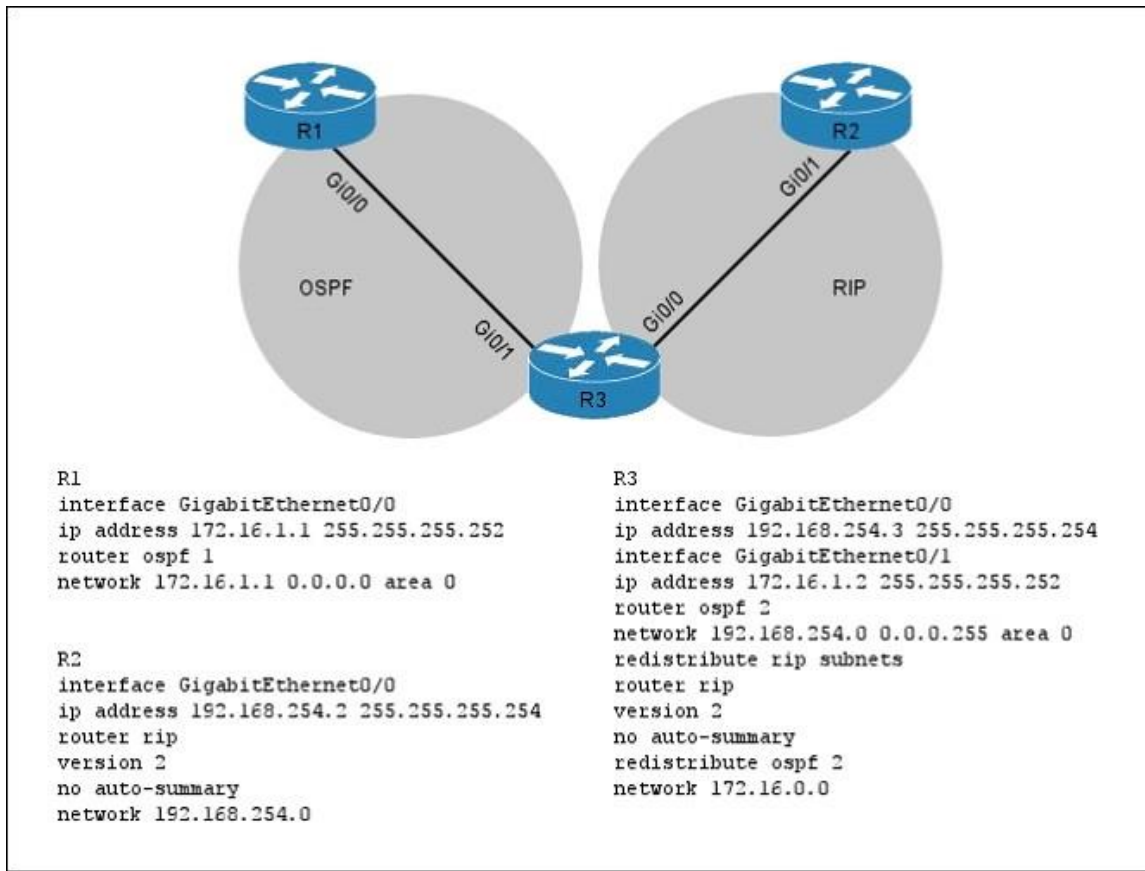 R1
R2
Gi0/0
Gi0/1
OSPF
RIP
Gi0/1
Gi0/0
R3
R1
interface GigabitEthernet0/0
ip address 172.16.1.1 255.255.255.252
router ospf 1
network 172.16.1.1 0.0.0.0 area 0
R2
interface GigabitEthernet0/0
ip address 192.168.254.2 255.255.255.254
router rip
version 2
no auto-summary
network 192.168.254.0
R3
interface GigabitEthernet0/0
ip address 192.168.254.3 255.255.255.254
interface GigabitEthernet0/1
ip address 172.16.1.2 255.255.255.252
router ospf 2
network 192.168.254.0 0.0.0.255 area 0
redistribute rip subnets
router rip
version 2
no auto-summary
redistribute ospf 2
network 172.16.0.0